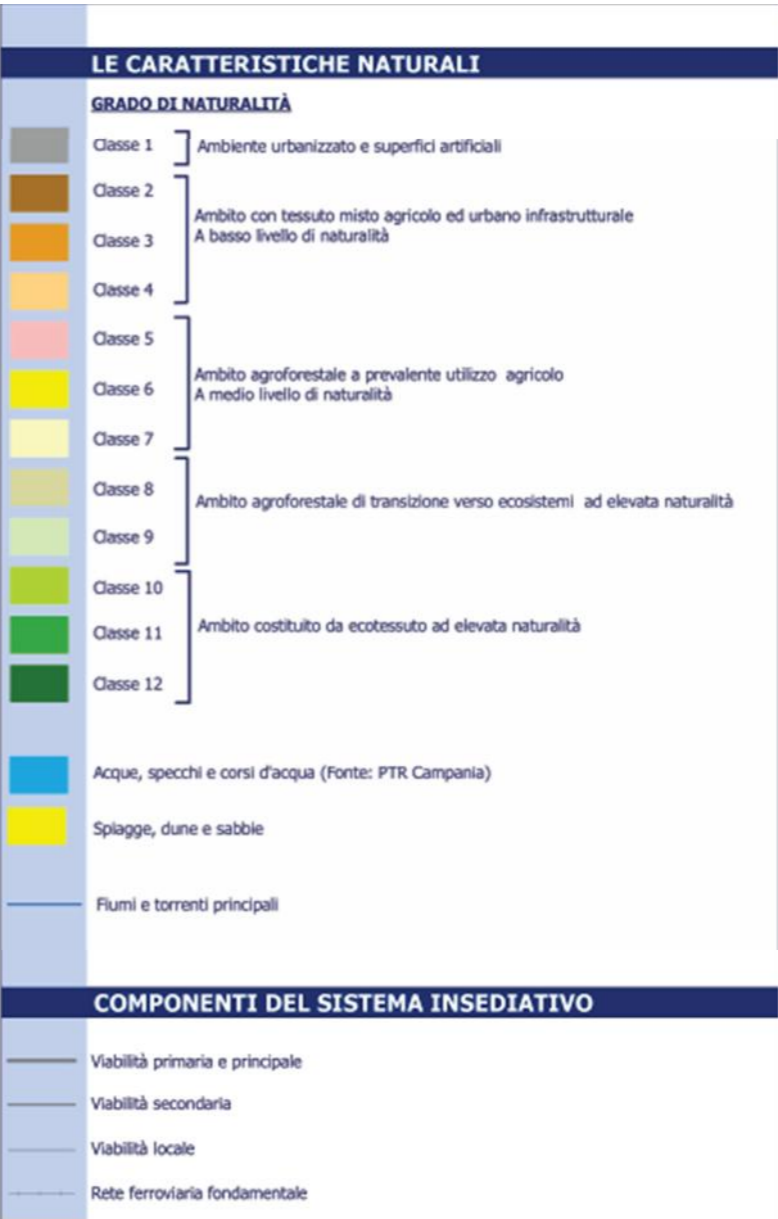 LE CARATTERISTICHE NATURALI
GRADO DI NATURALITÀ
Classe 1
Ambiente urbanizzato e superfici artificiali
Classe 2
Ambito con tessuto misto agricolo ed urbano infrastrutturale
A basso livello di naturalità
Classe 3
Classe 4
Classe 5
Ambito agroforestale a prevalente utilizzo agricolo
A medio livello di naturalità
Classe 6
Classe 7
Classe 8
Ambito agroforestale di transizione verso ecosistemi ad elevata naturalità
Classe 9
Classe 10
Ambito costituito da ecotessuto ad elevata naturalità
Classe 11
Classe 12
Acque, specchi e corsi d'acqua (Fonte: PTR Campania)
Spiagge, dune e sabbie
Fiumi e torrenti principali
COMPONENTI DEL SISTEMA INSEDIATIVO
Viabilità primaria e principale
Viabilità secondaria
Viabilità locale
Rete ferroviaria fondamentale